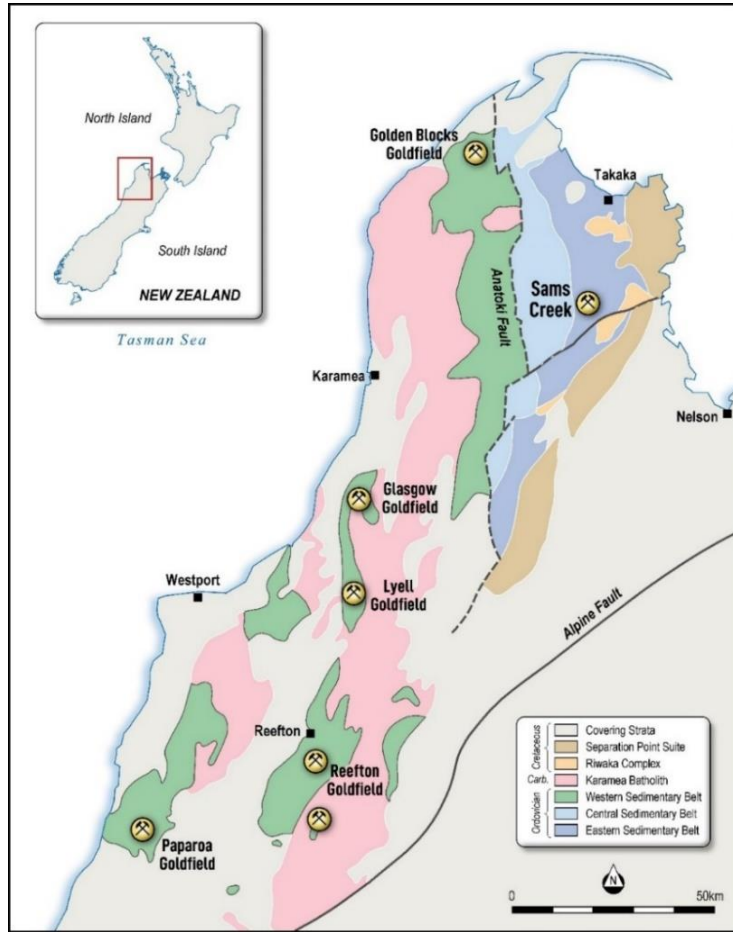 North Island
South Island
NEW ZEALAND
Tasman Sea
Golden Blocks
Goldfield
Takaka
Anatoki Fault
Sams
Creek
Karamea
Nelson
Glasgow
Goldfield
Westport
Lyell
Goldfield
Alpine Fault
Reefton
Reefton
Goldfield
Paparoa
Goldfield
Cretaceous
Covering Strata
Separation Point Suite
Riwaka Complex
Carb.
Karamea Batholith
Ordovician
Western Sedimentary Belt
Central Sedimentary Belt
Eastern Sedimentary Belt
N
0
50km